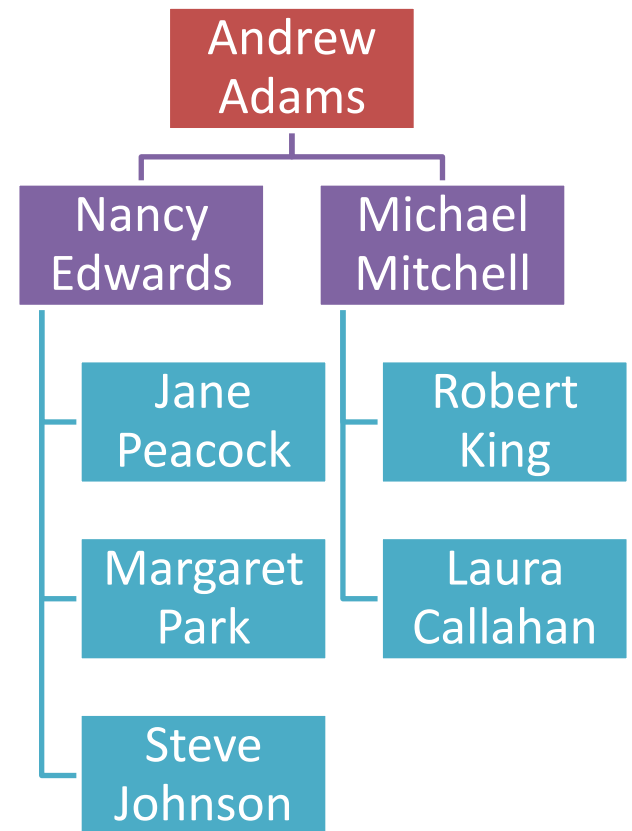 Andrew
Adams
Nancy
Edwards
Michael
Mitchell
Jane
Peacock
Robert
King
Margaret
Park
Laura
Callahan
Steve
Johnson